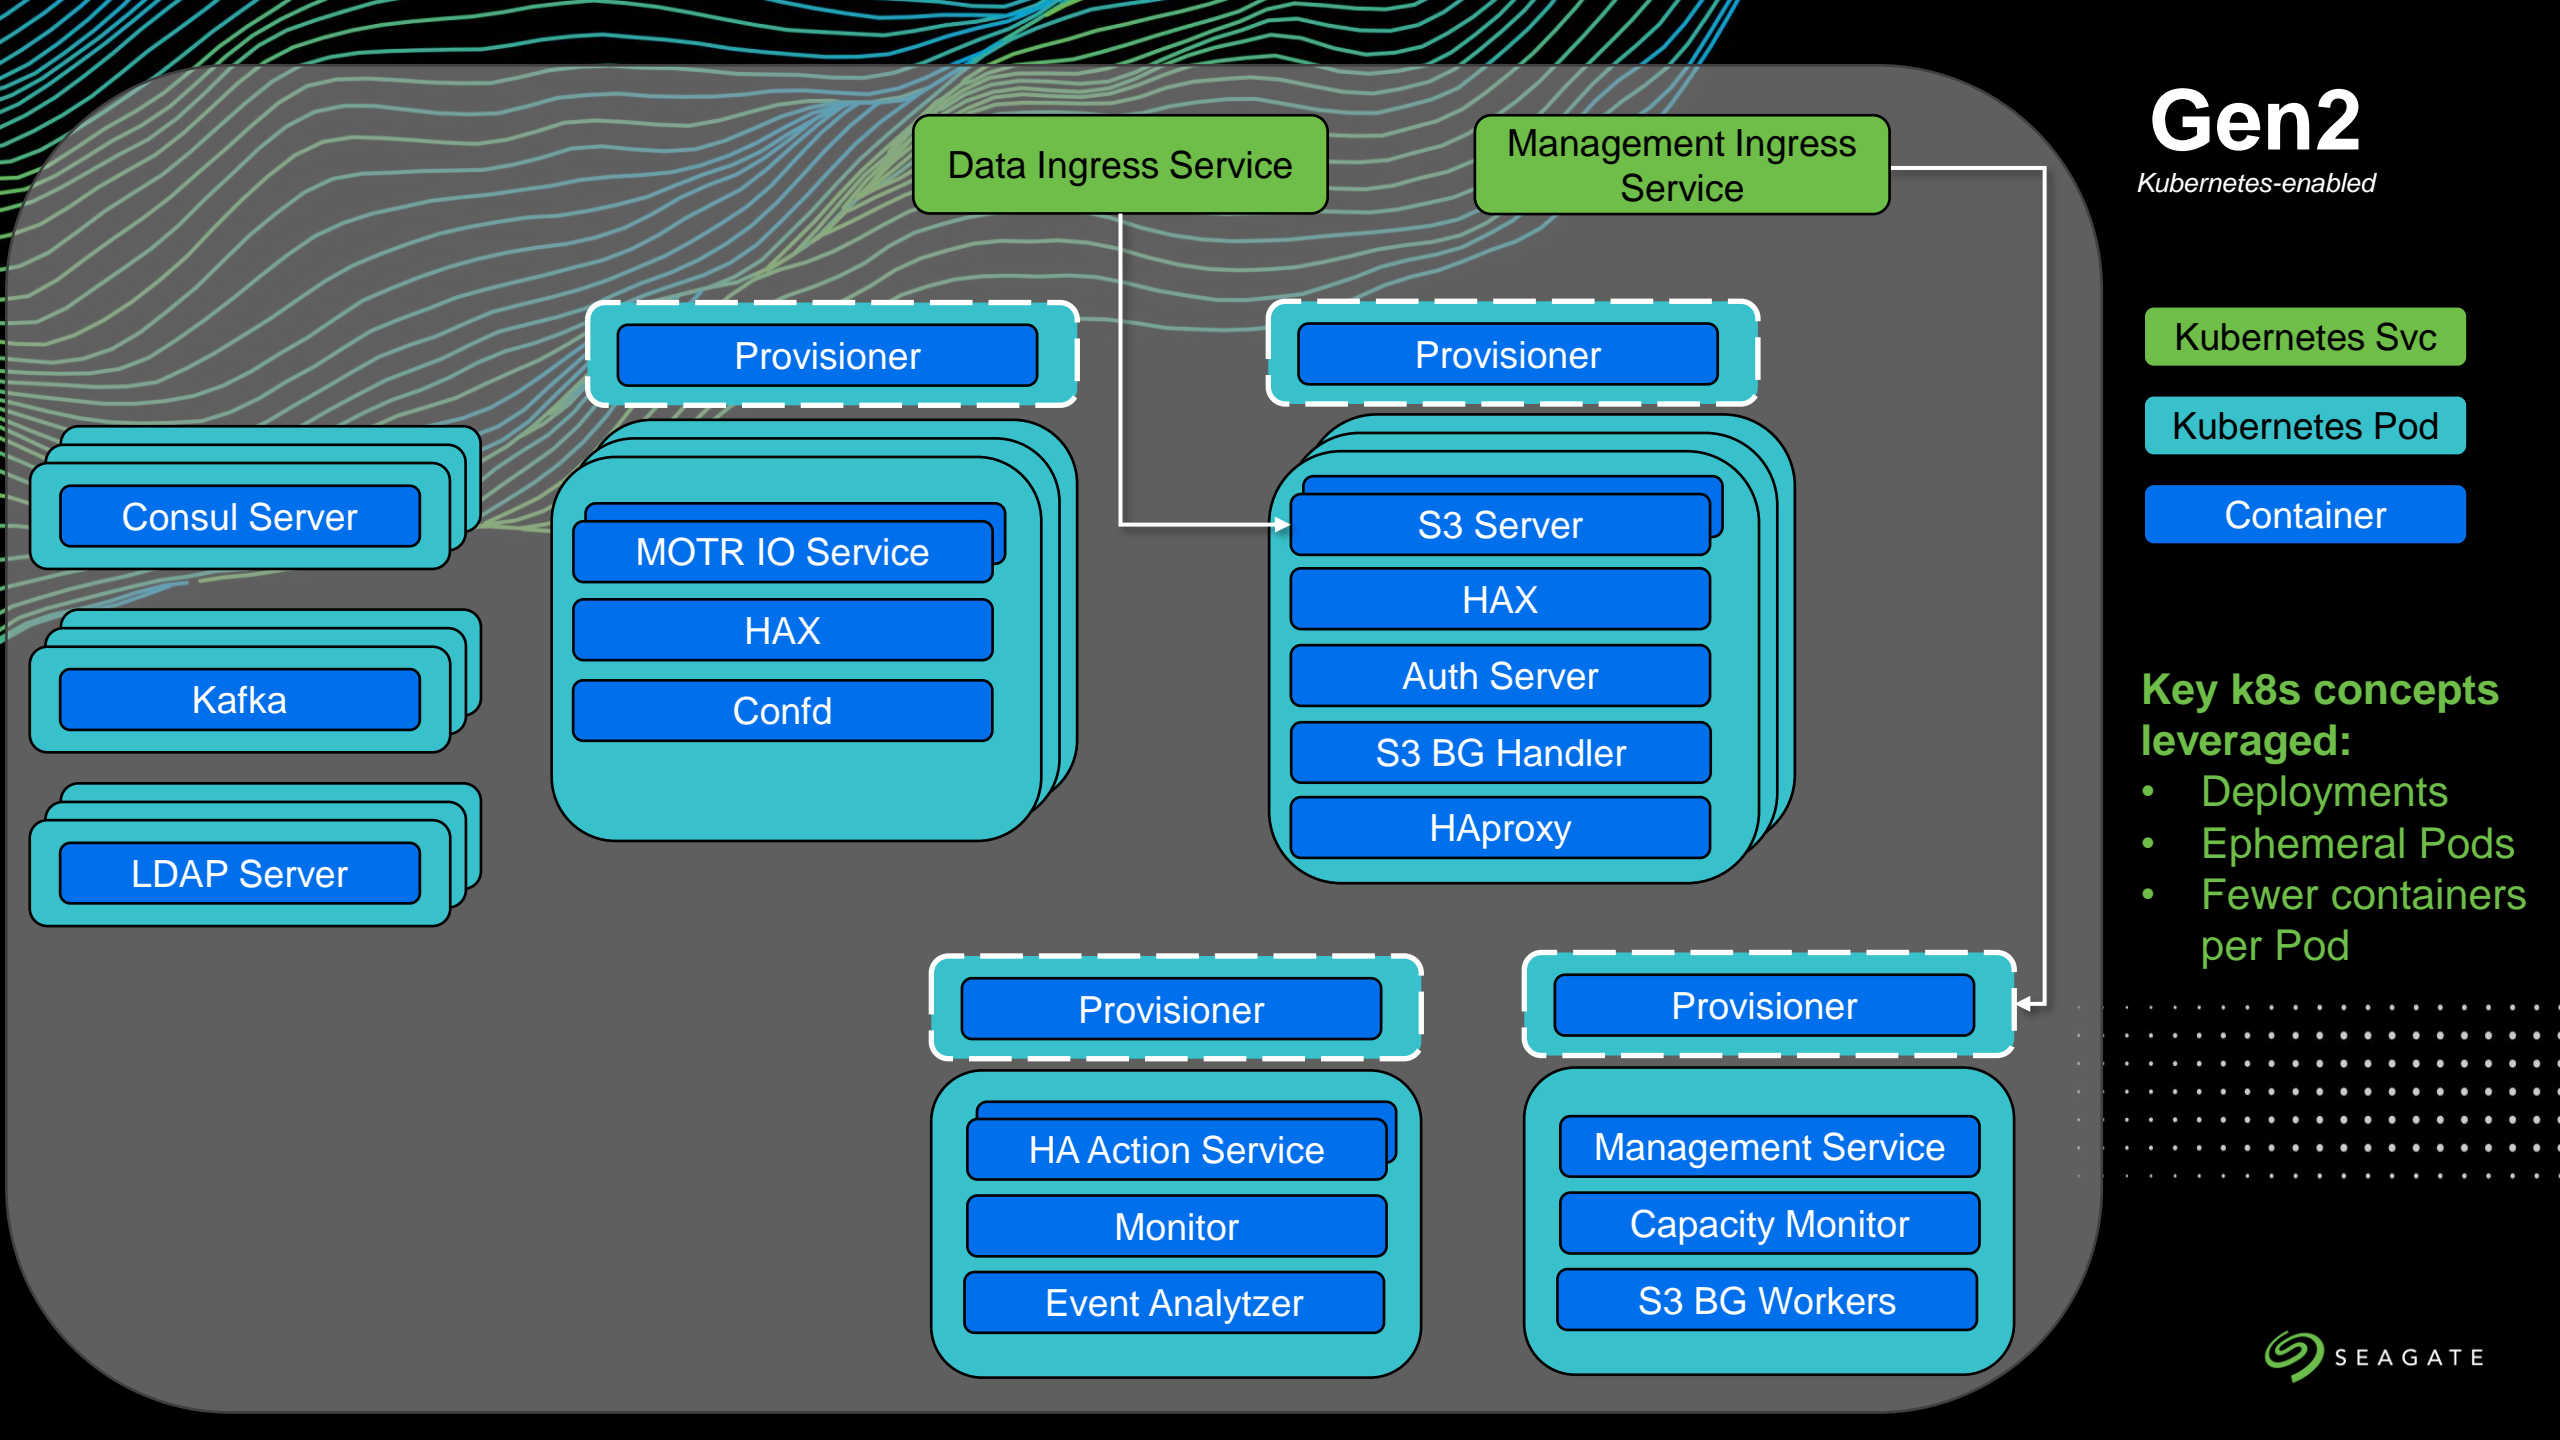 Gen2
Kubernetes-enabled
Data Ingress Service
Management Ingress
Service
Kubernetes Svc
Kubernetes Pod
Container
Provisioner
Provisioner
Consul Server
Kafka
LDAP Server
MOTR IO Service
HAX
Confd
S3 Server
HAX
Auth Server
S3 BG Handler
HAproxy
Key k8s concepts
leveraged:
• Deployments
• Ephemeral Pods
• Fewer containers
per Pod
Provisioner
Provisioner
HA Action Service
Monitor
Event Analytzer
Management Service
Capacity Monitor
S3 BG Workers
SEAGATE